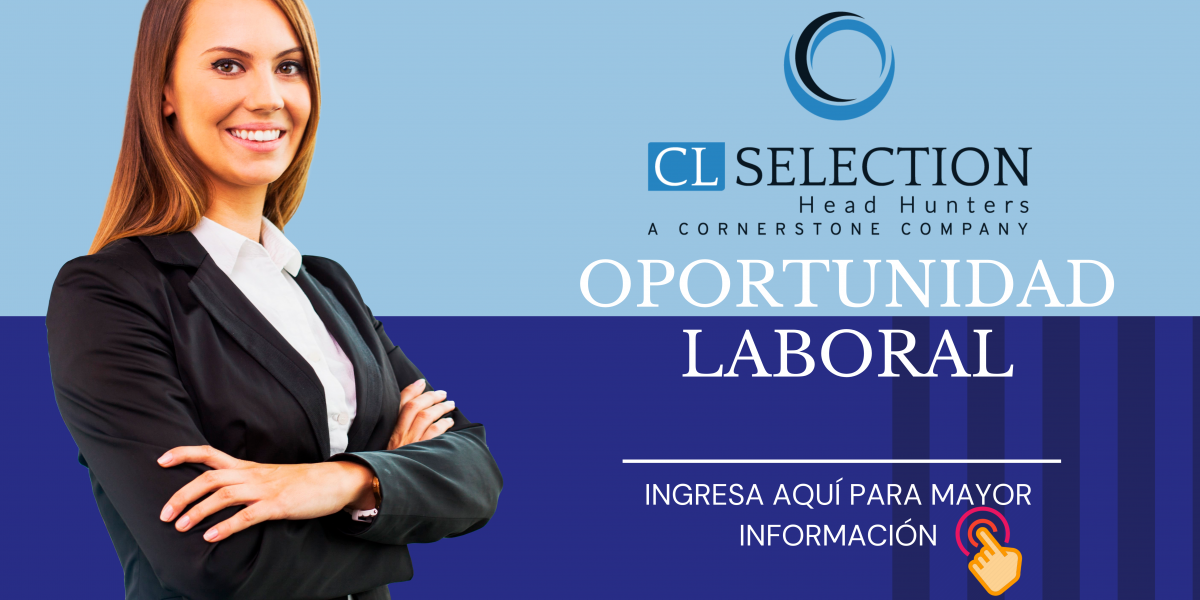 CL SELECTION
Head Hunters
A CORNERSTONE COMPANY
OPORTUNIDAD
LABORAL
INGRESA AQUÍ PARA MAYOR
INFORMACIÓN